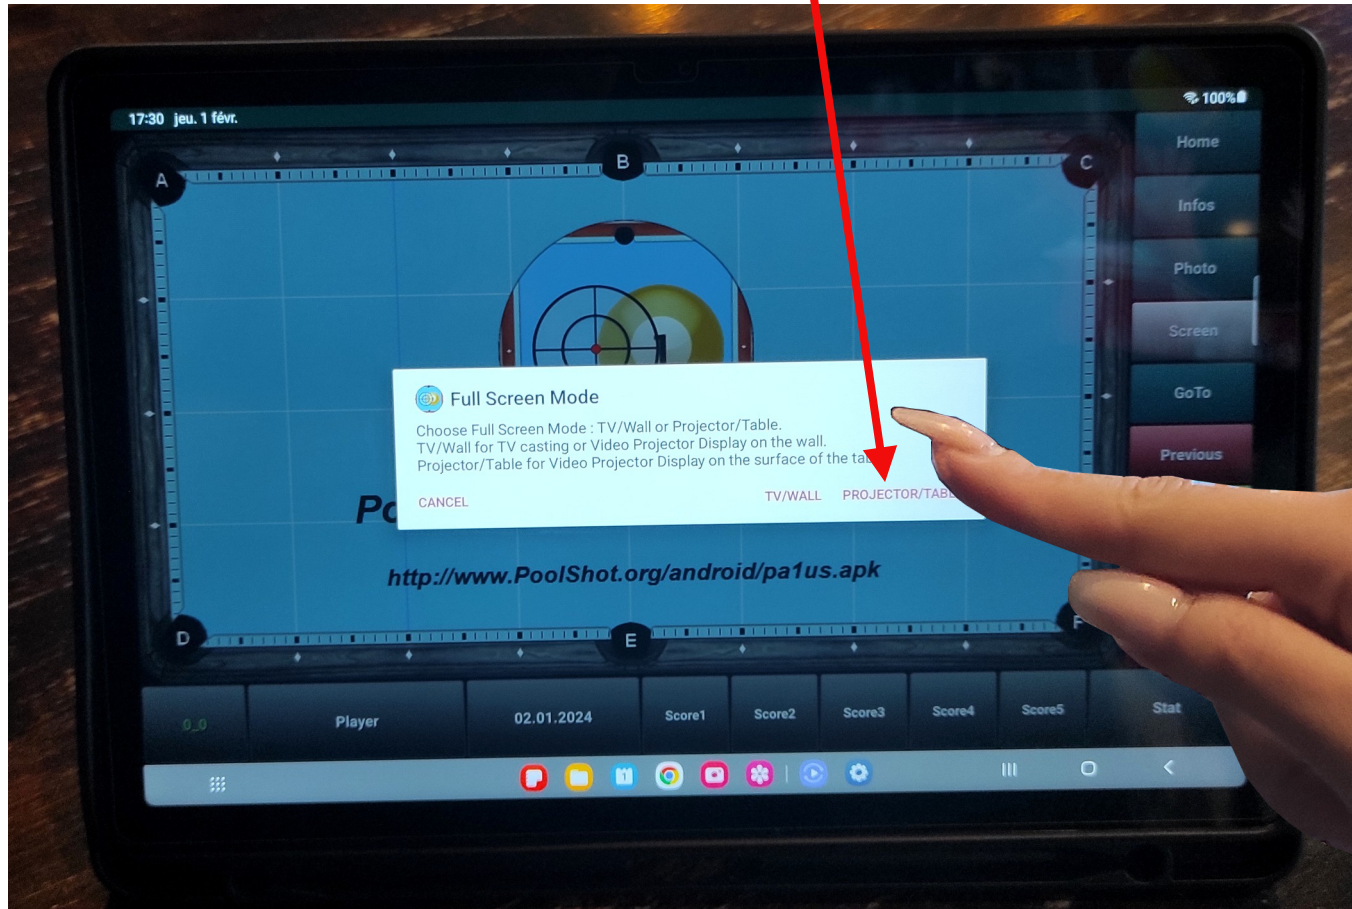 17:30 jeu. 1 févr.
100%
A
B
C
Home
Infos
Photo
Screen
GoTo
Previous
Full Screen Mode
Choose Full Screen Mode : TV/Wall or Projector/Table.
TV/Wall for TV casting or Video Projector Display on the wall.
Projector/Table for Video Projector Display on the surface of the
CANCEL
TV/WALL
http://www.PoolShot.org/android/pa1us.apk
D
E
F
0_0
Player
02.01.2024
Score1
Score2
Score3
Score4
Score5
Stat
1